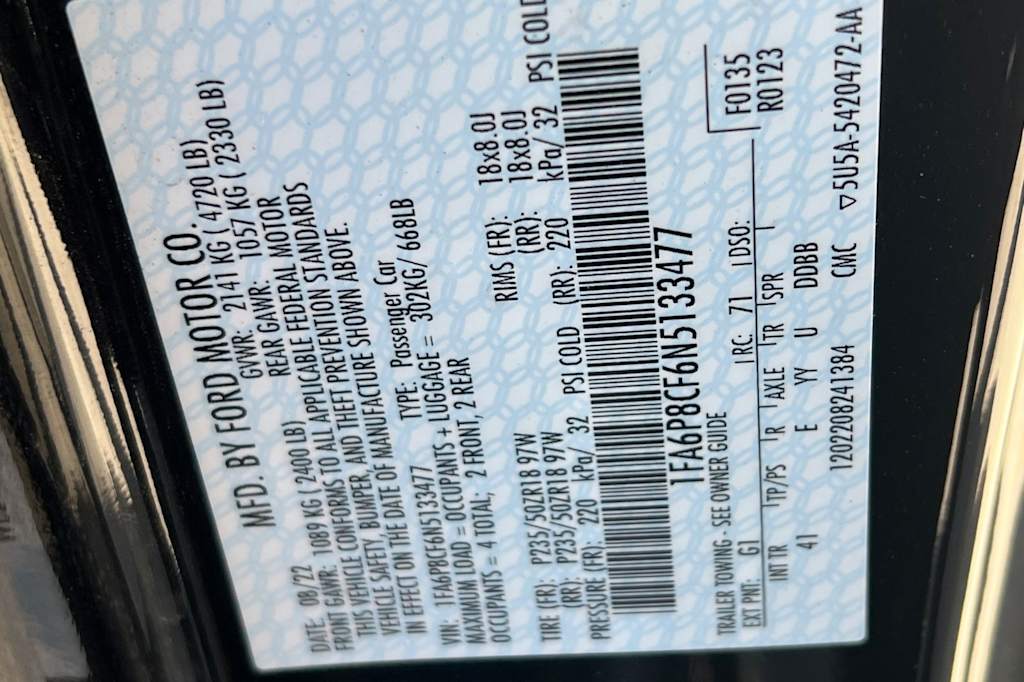 MFD. BY FORD MOTOR CO.
DATE: 08/22 GVWR: 2141 KG ( 4720 LB)
FRONT GAWR: 1089 KG ( 2400 LB) REAR GAWR: 1057 KG ( 2330 LB)
THIS VEHICLE CONFORMS TO ALL APPLICABLE FEDERAL MOTOR
VEHICLE SAFETY, BUMPER, AND THEFT PREVENTION STANDARDS
IN EFFECT ON THE DATE OF MANUFACTURE SHOWN ABOVE.
VIN: 1FA6P8CF6N5133477 TYPE: Passenger Car
MAXIMUM LOAD = OCCUPANTS + LUGGAGE = 302KG/ 668LB
OCCUPANTS = 4 TOTAL; 2 FRONT, 2 REAR
TIRE (FR): P235/50ZR18 97W RIMS (FR): 18x8.0J
(RR): P235/50ZR18 97W (RR): 18x8.0J
PRESSURE (FR): 220 kPa/ 32 PSI COLD (RR): 220 kPa/ 32 PSI COLD
1FA6P8CF6N5133477
TRAILER TOWING - SEE OWNER GUIDE
F0135
R0123
EXT PNT: G1 RC: 71 DSO:
INT TR TP/PS R AXLE TR SPR
41 E YY U DDBB
120220824​1384 CMC ▽5U5A-5420472-AA